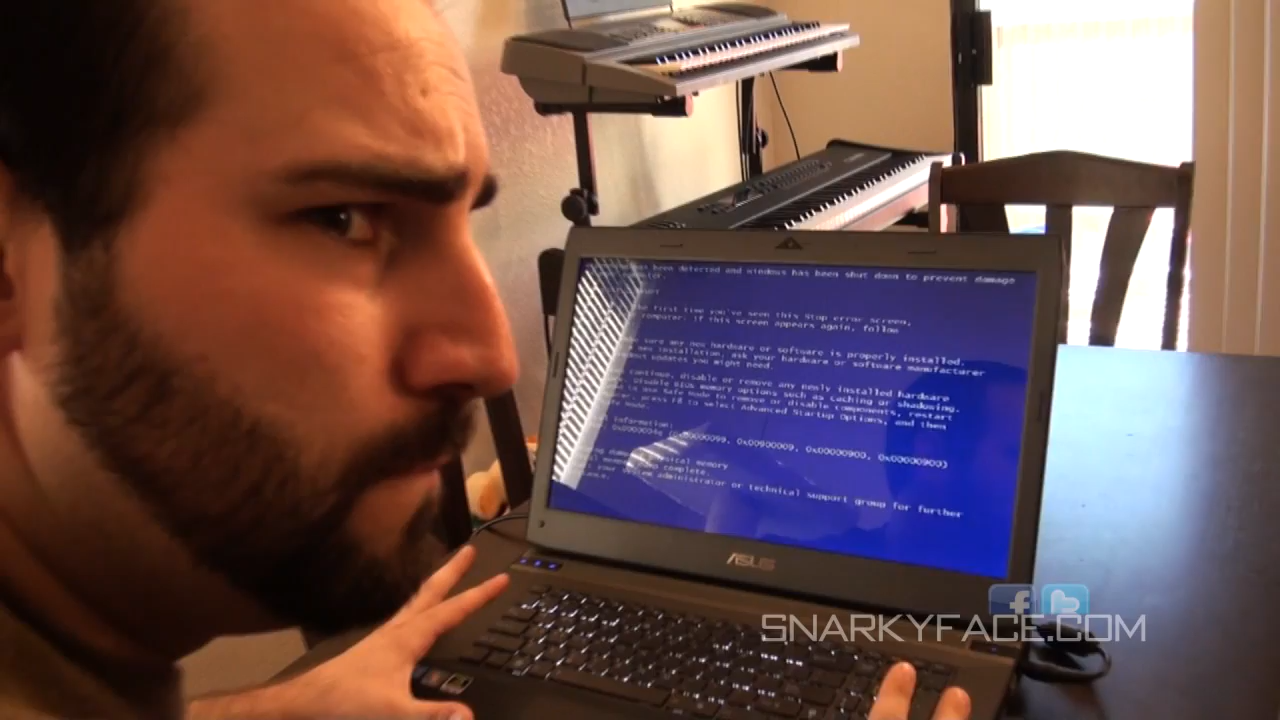 been detected and windows has been shut down to prevent damage
first time you've seen this Stop error screen,
computer. If this screen appears again, follow
sure any new hardware or software is properly installed.
new installation, ask your hardware or software manufacturer
updates you might need.
continue, disable or remove any newly installed hardware
Disable BIOS memory options such as caching or shadowing.
to use Safe Mode to remove or disable components, restart
press F8 to select Advanced Startup Options, and then
Mode.
information:
(0x00000099, 0x00900009, 0x00000900, 0x00000900)
physical memory
complete.
your system administrator or technical support group for further
ASUS
f
SNARKYFACE.COM